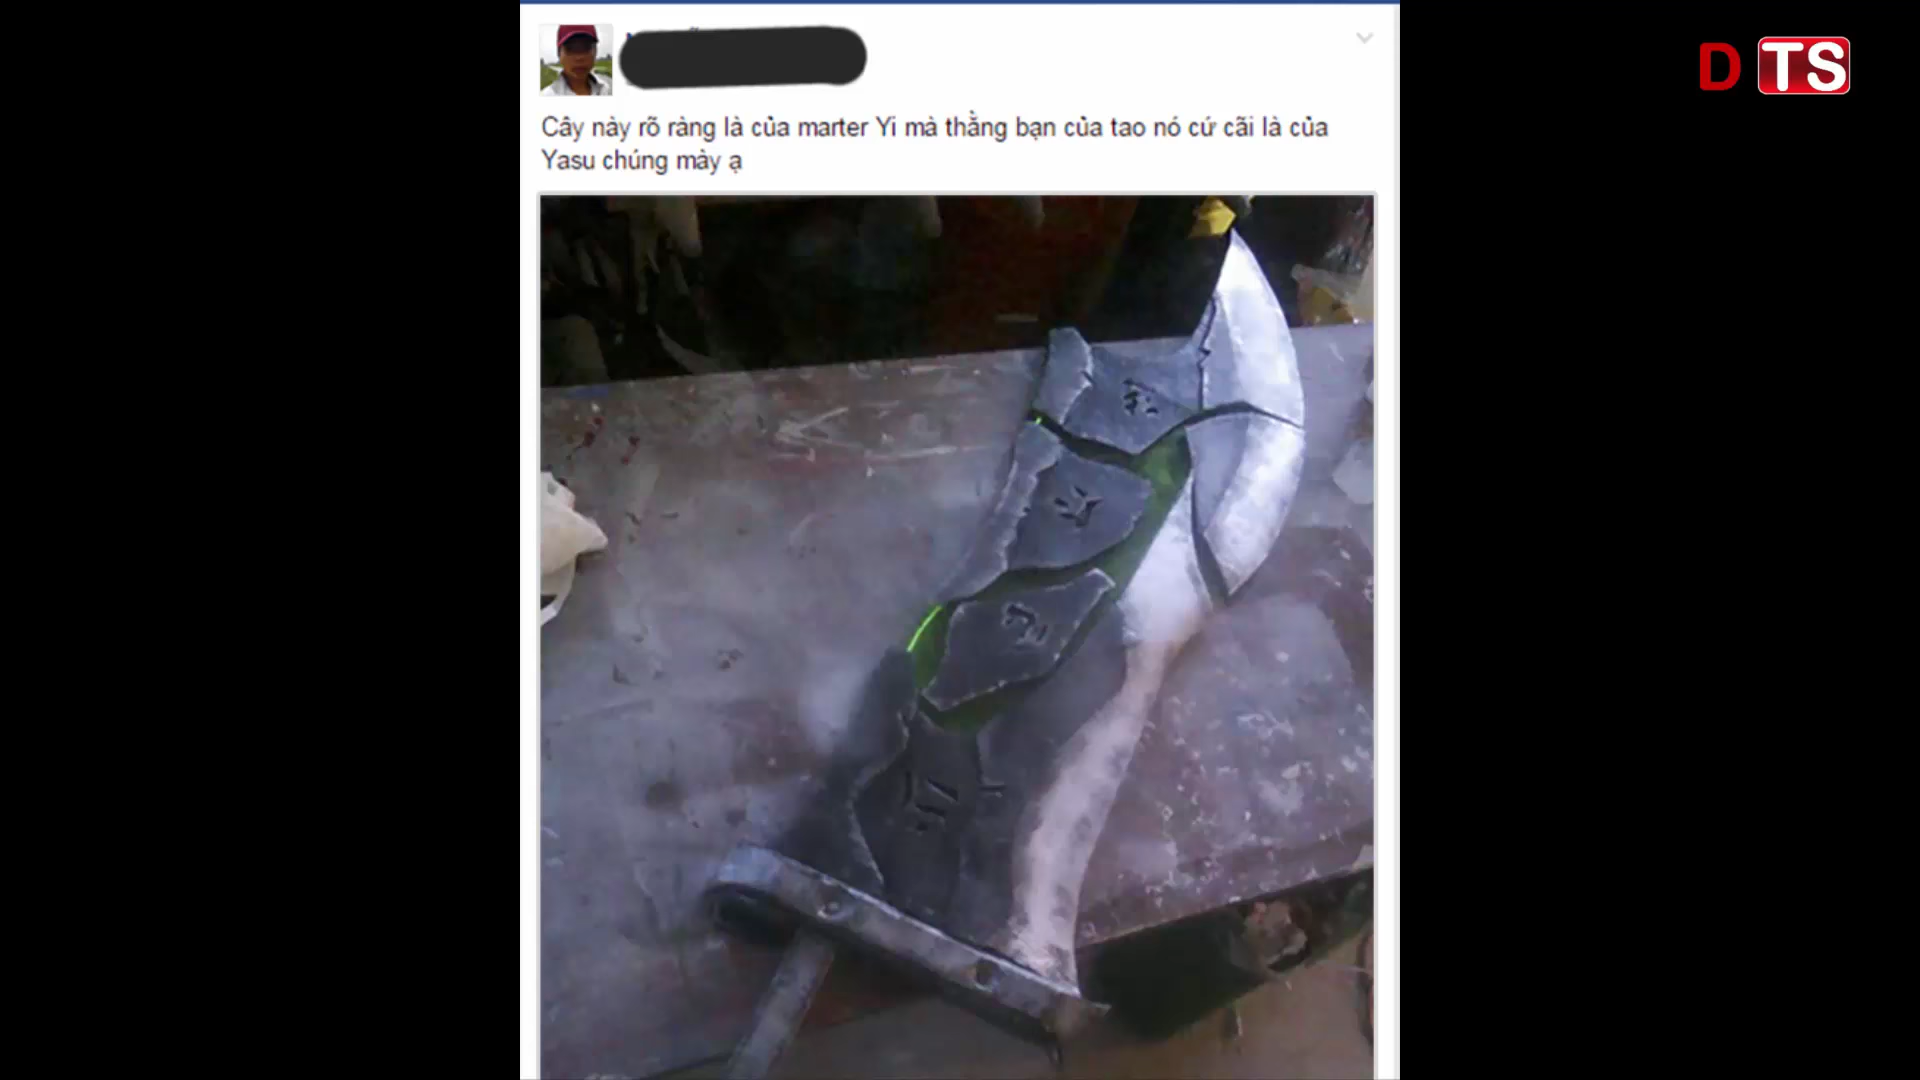 D TS
Cây này rõ ràng là của marter Yi mà thằng bạn của tao nó cứ cãi là của
Yasu chúng mày ạ